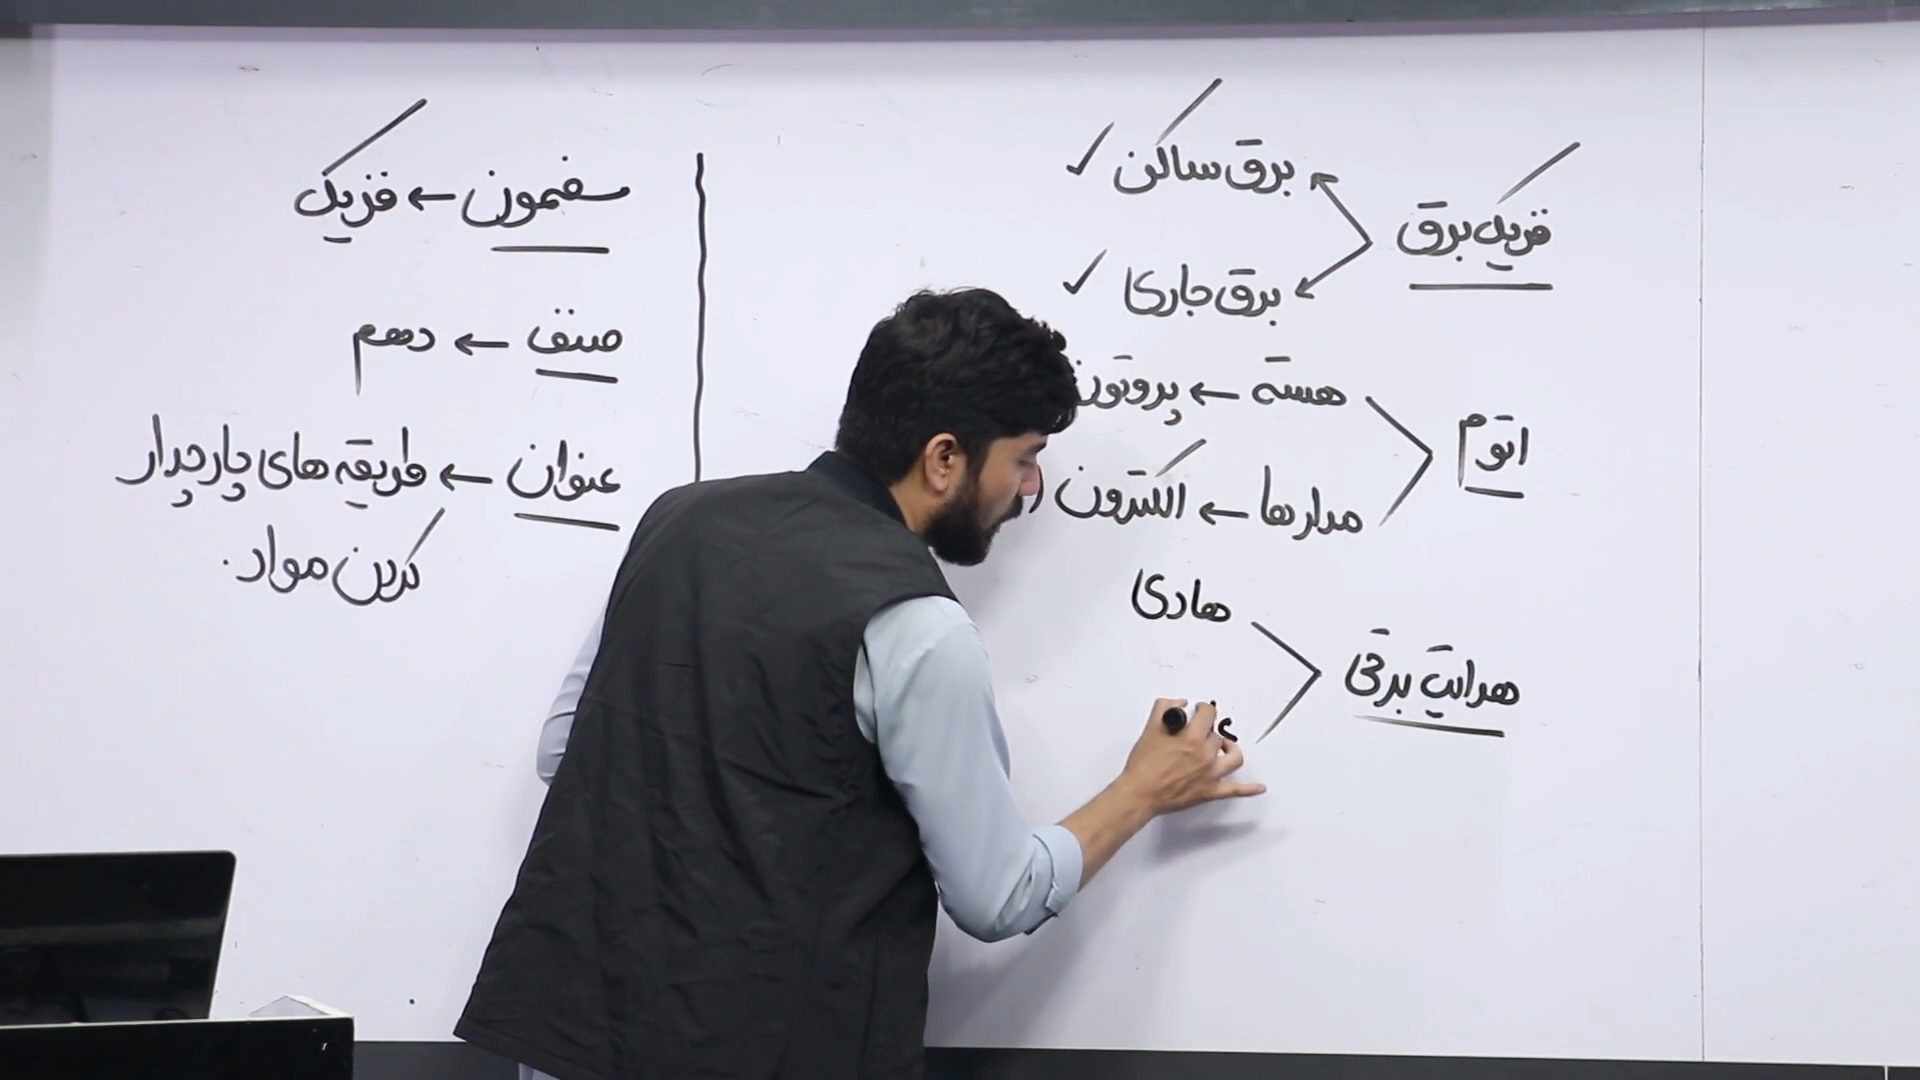 برق ساکن
فزیک برق
برق جاری
هسته ← پروتون
اتوم
مدارها ← الکترون
هادی
هدایت برقی
مضمون ← فزیک
صنف ← دهم
عنوان ← طریقه های چارجدار
کردن مواد.